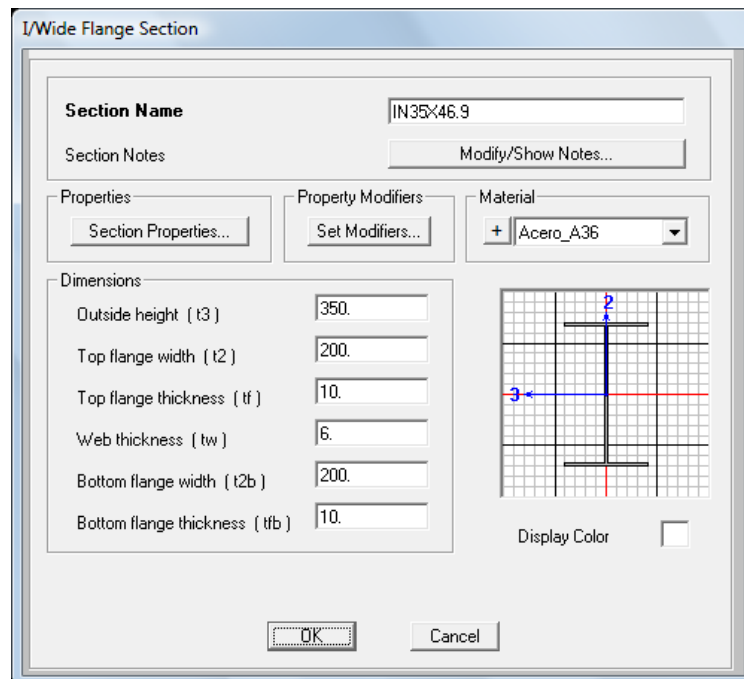 I/Wide Flange Section
Section Name IN35X46.9
Section Notes Modify/Show Notes...
Properties Property Modifiers Material
Section Properties... Set Modifiers... + Acero_A36
Dimensions
Outside height ( t3 ) 350.
Top flange width ( t2 ) 200.
Top flange thickness ( tf ) 10.
Web thickness ( tw ) 6.
Bottom flange width ( t2b ) 200.
Bottom flange thickness ( tfb ) 10.
2
3
Display Color
OK Cancel